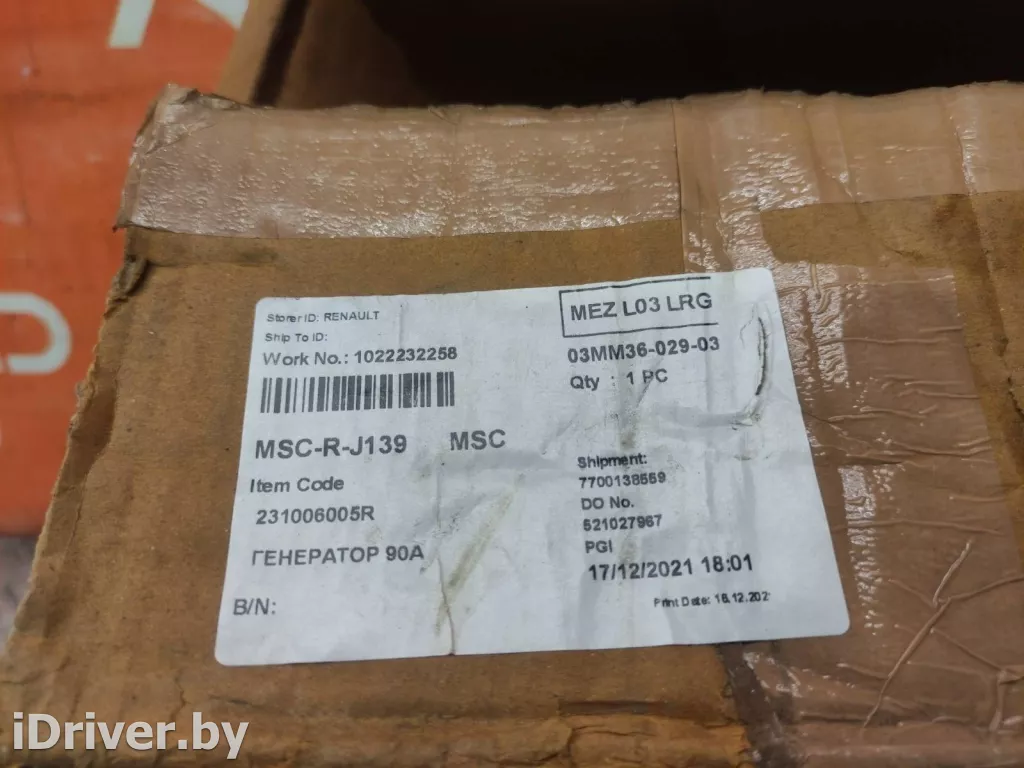 Storer ID: RENAULT
Ship To ID:
Work No.: 1022232258
MSC-R-J139 MSC
Item Code
231006005R
ГЕНЕРАТОР 90А
B/N:
MEZ L03 LRG
03MM36-029-03
Qty : 1 PC
Shipment:
7700138559
DO No.
521027967
PGI
17/12/2021 18:01
Print Date: 16.12.202
iDriver.by